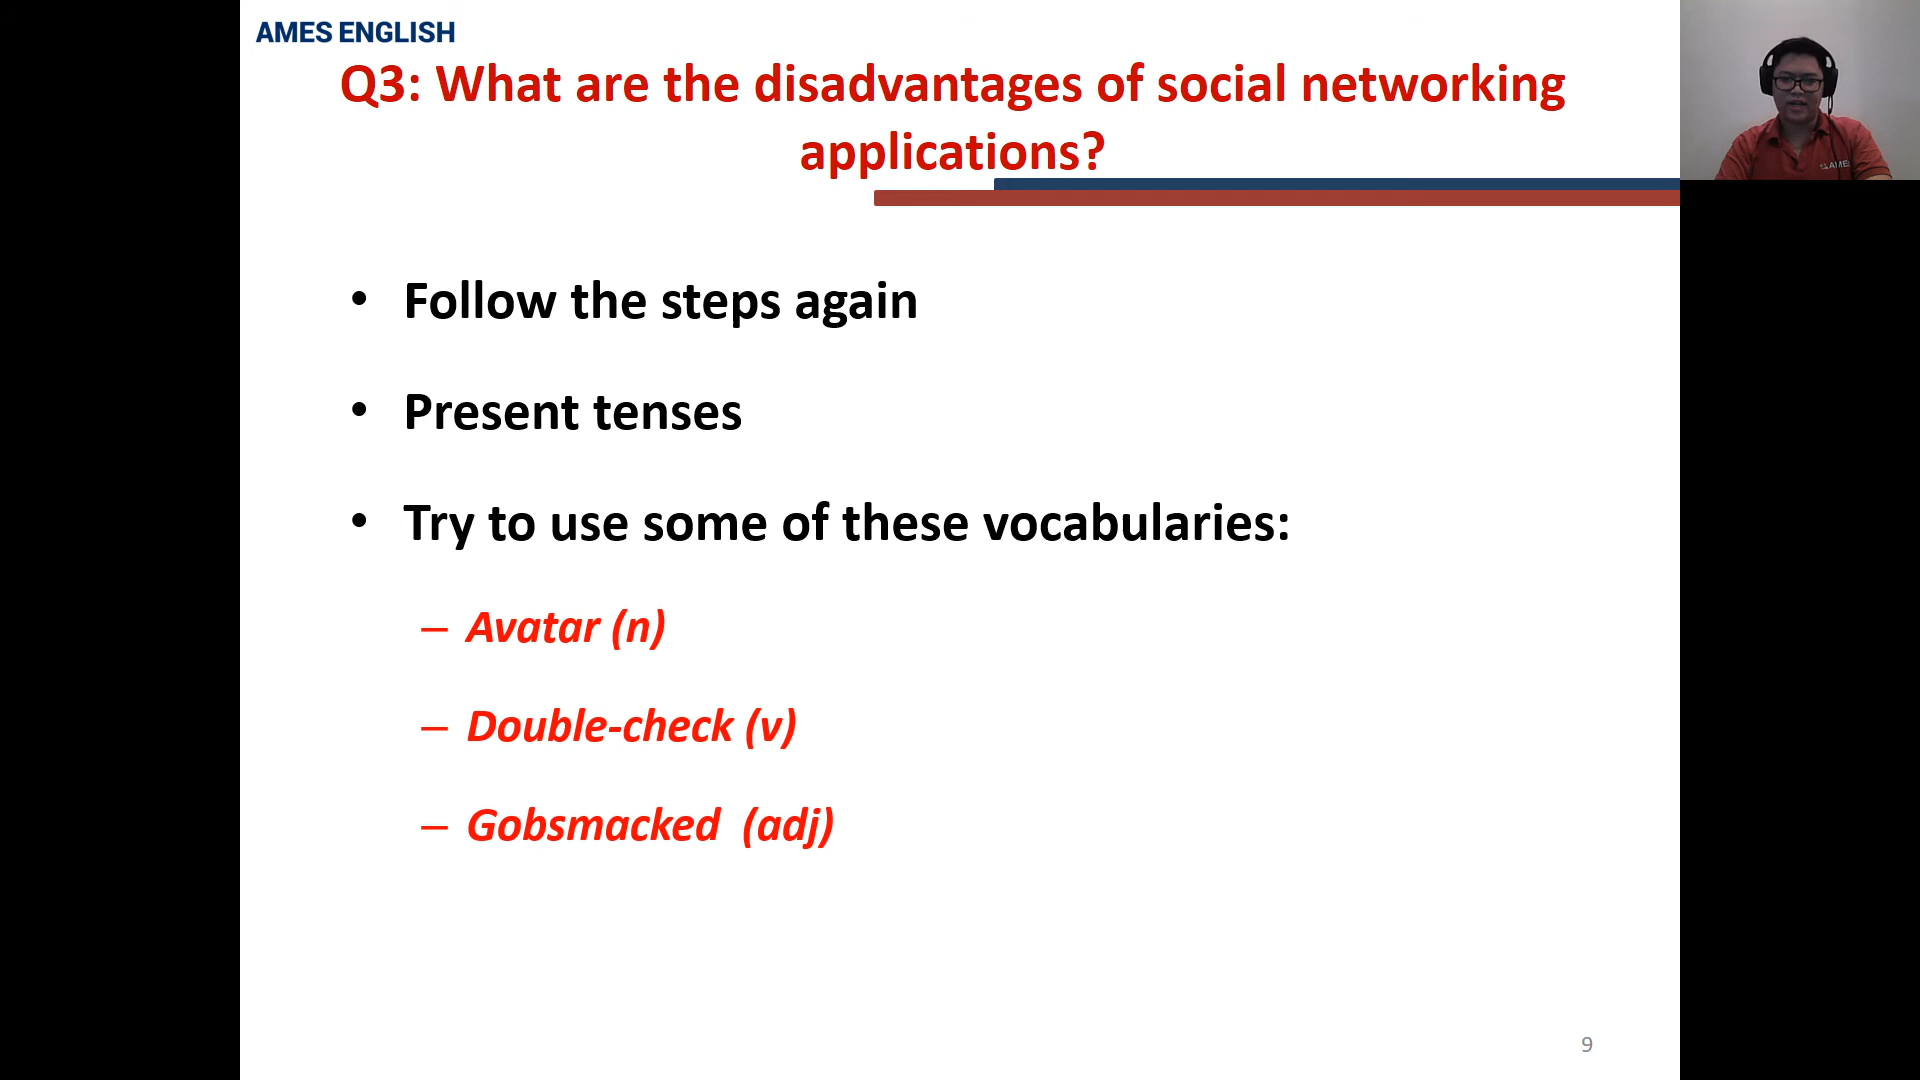 AMES ENGLISH
Q3: What are the disadvantages of social networking
applications?
• Follow the steps again
• Present tenses
• Try to use some of these vocabularies:
– Avatar (n)
– Double-check (v)
– Gobsmacked (adj)
AMES
9